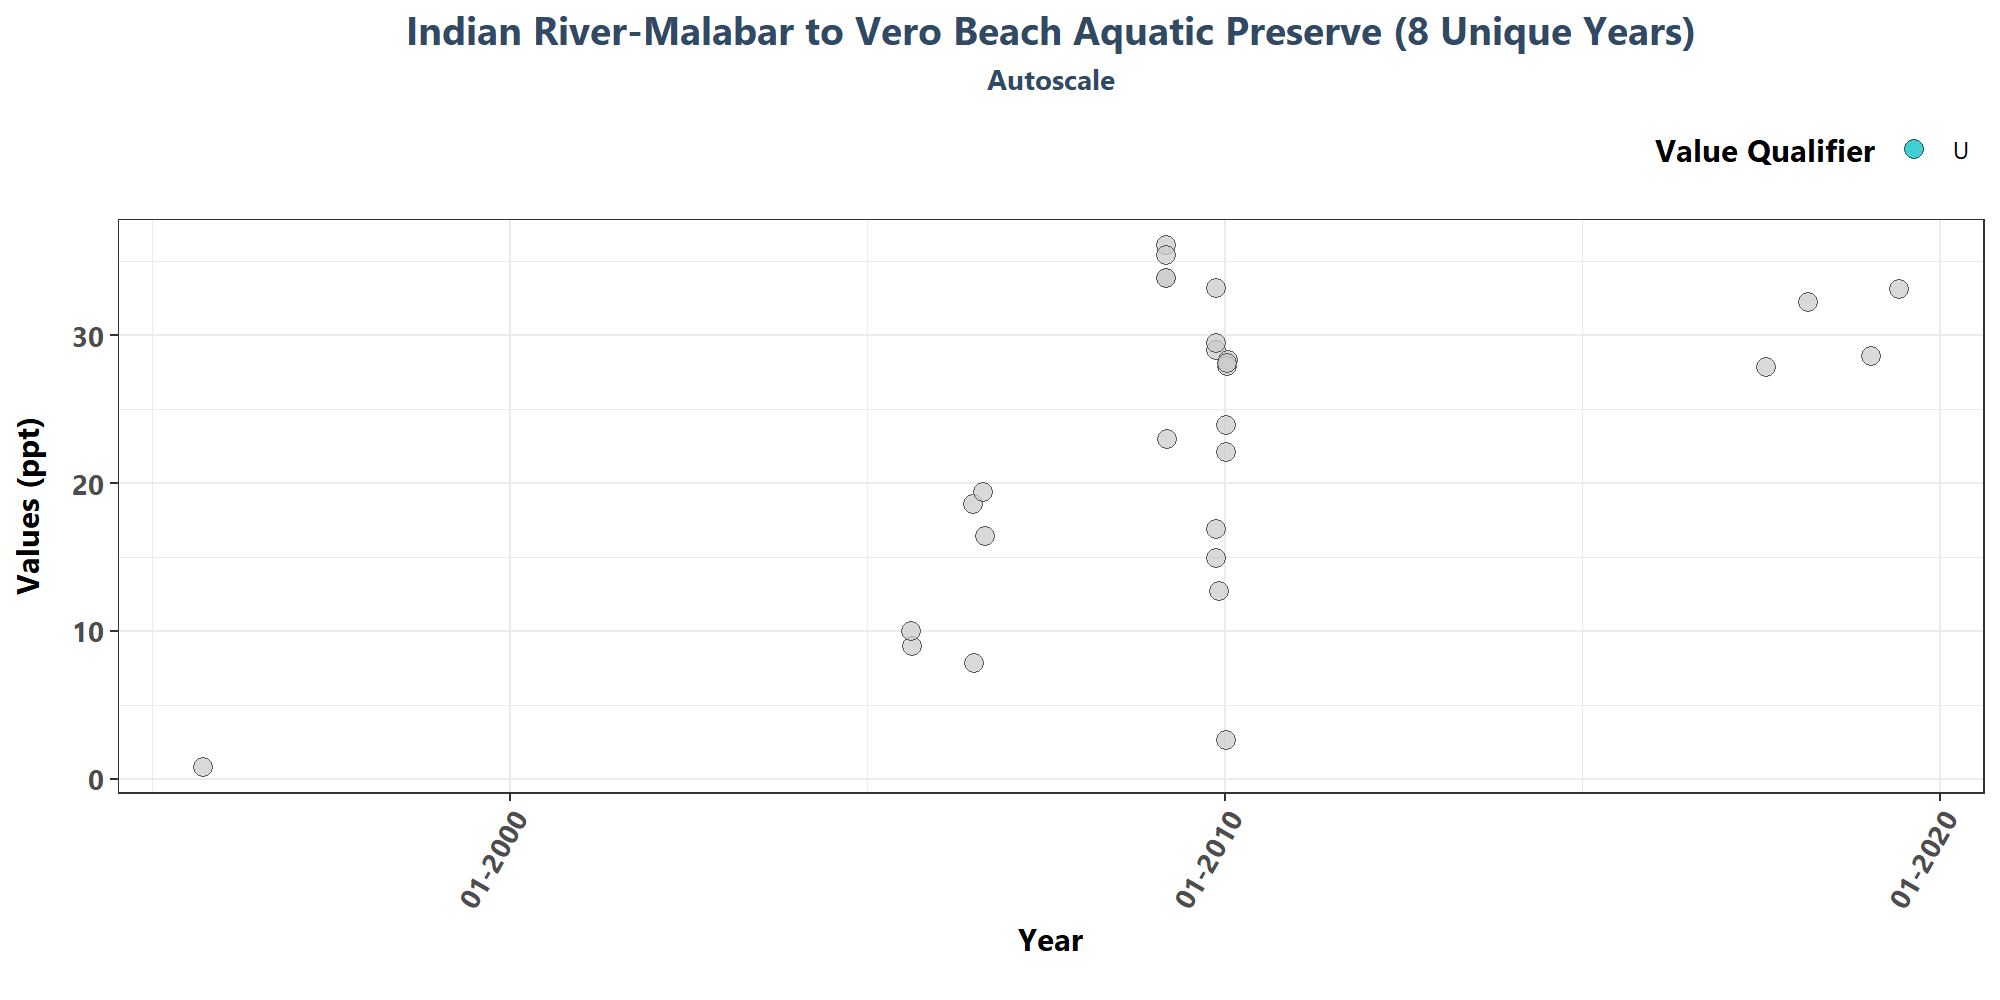 Indian River-Malabar to Vero Beach Aquatic Preserve (8 Unique Years)
Autoscale
Value Qualifier U
Values (ppt)
30
20
10
0
01-2000
01-2010
01-2020
Year